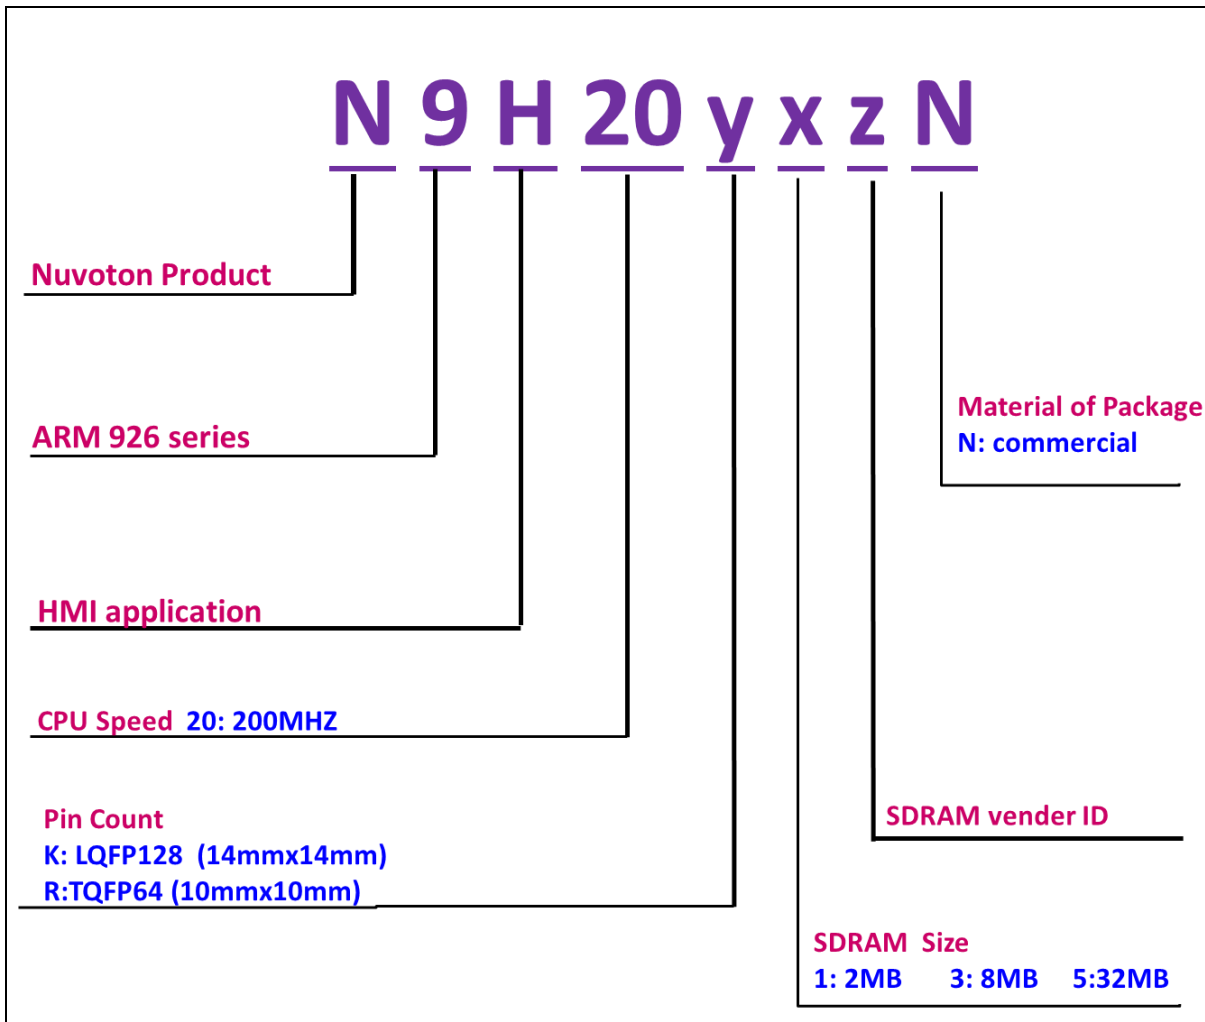 N 9 H 20 y x z N
Nuvoton Product
Material of Package
N: commercial
ARM 926 series
HMI application
CPU Speed 20: 200MHZ
Pin Count
K: LQFP128 (14mmx14mm)
R:TQFP64 (10mmx10mm)
SDRAM vender ID
SDRAM Size
1: 2MB 3: 8MB 5:32MB